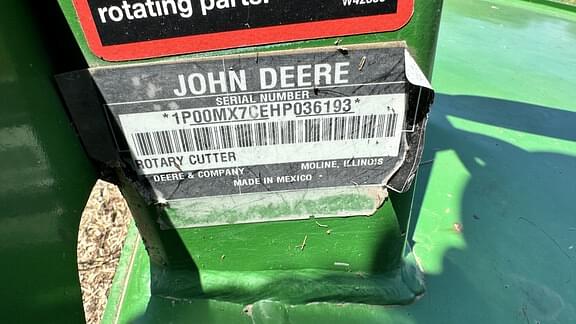 rotating parts.
JOHN DEERE
SERIAL NUMBER
*1P00MX7CEHP036193*
ROTARY CUTTER
DEERE & COMPANY MOLINE, ILLINOIS
MADE IN MEXICO